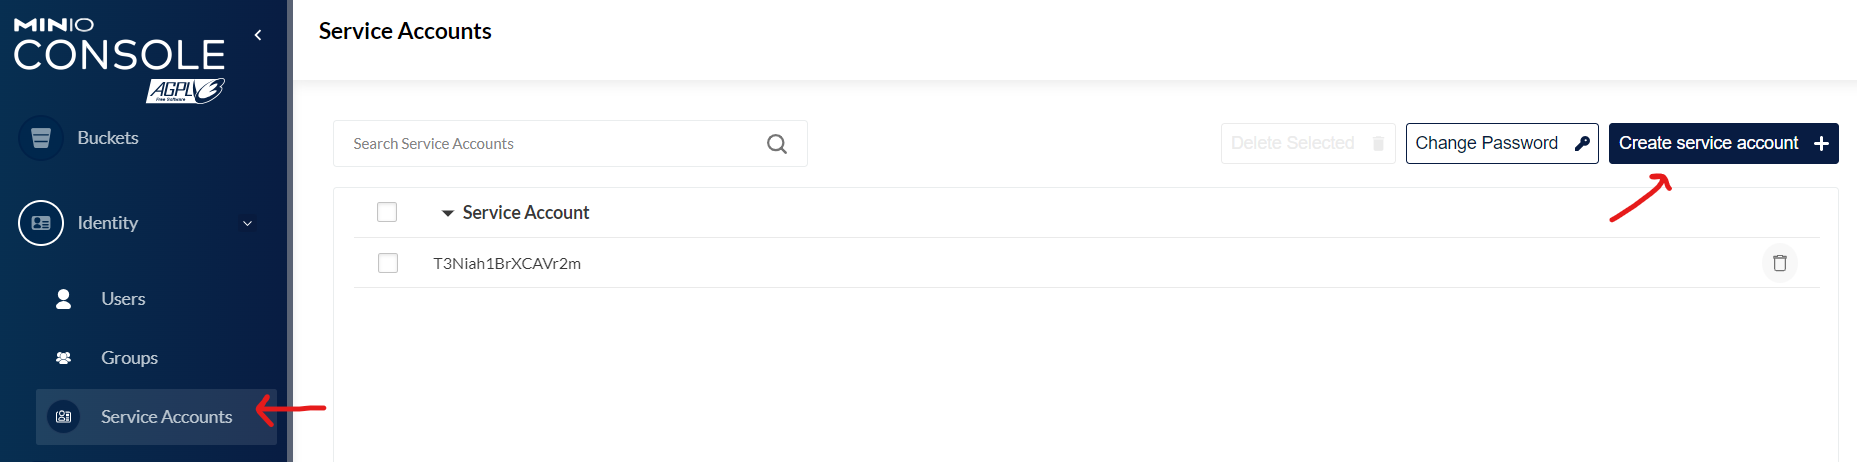 MINIO
CONSOLE
AGPL
Free Software
Buckets
Identity
Users
Groups
Service Accounts
Service Accounts
Search Service Accounts
Delete Selected
Change Password
Create service account
Service Account
T3Niah1BrXCAVr2m